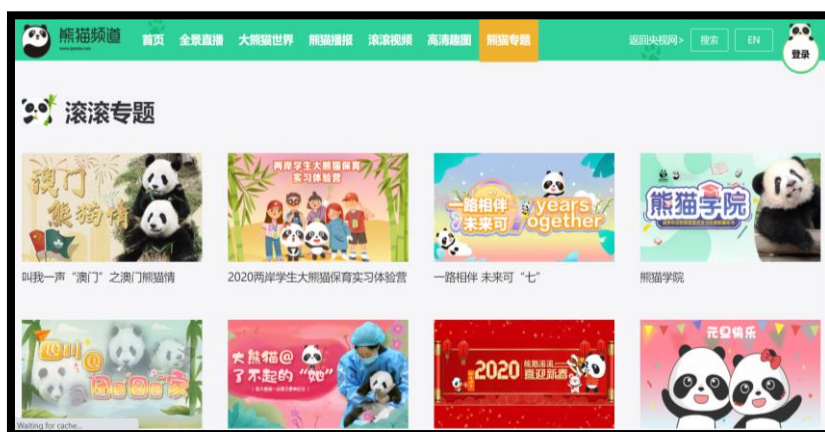 熊猫频道
首页 全景直播 大熊猫世界 熊猫播报 滚滚视频 高清趣图 熊猫专题
返回央视网> 搜索 EN
登录
滚滚专题
澳门
熊猫情
两岸学生大熊猫保育
实习体验营
一路相伴
未来可
years
ogether
熊猫学院
叫我一声“澳门”之澳门熊猫情
2020两岸学生大熊猫保育实习体验营
一路相伴 未来可“七”
熊猫学院
四川@
大熊猫@
了不起的“她”
2020
喜迎新春
元旦快乐
Waiting for cache...